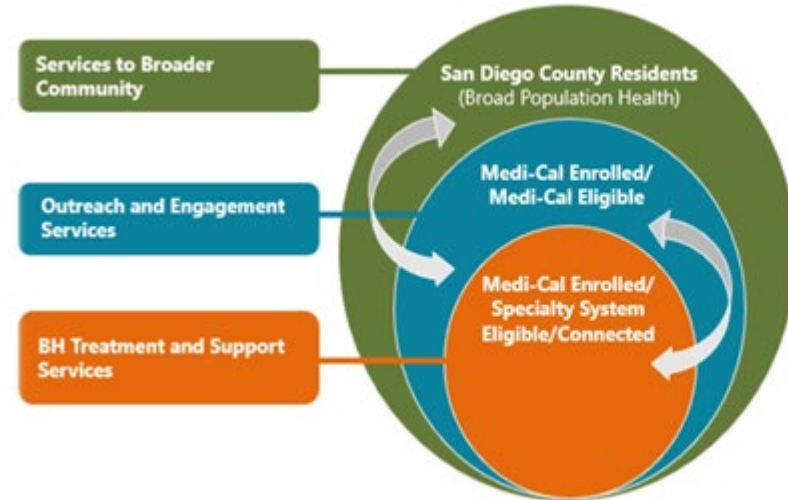 Services to Broader
Community
San Diego County Residents
(Broad Population Health)
Outreach and Engagement
Services
Medi-Cal Enrolled/
Medi-Cal Eligible
BH Treatment and Support
Services
Medi-Cal Enrolled/
Specialty System
Eligible/Connected